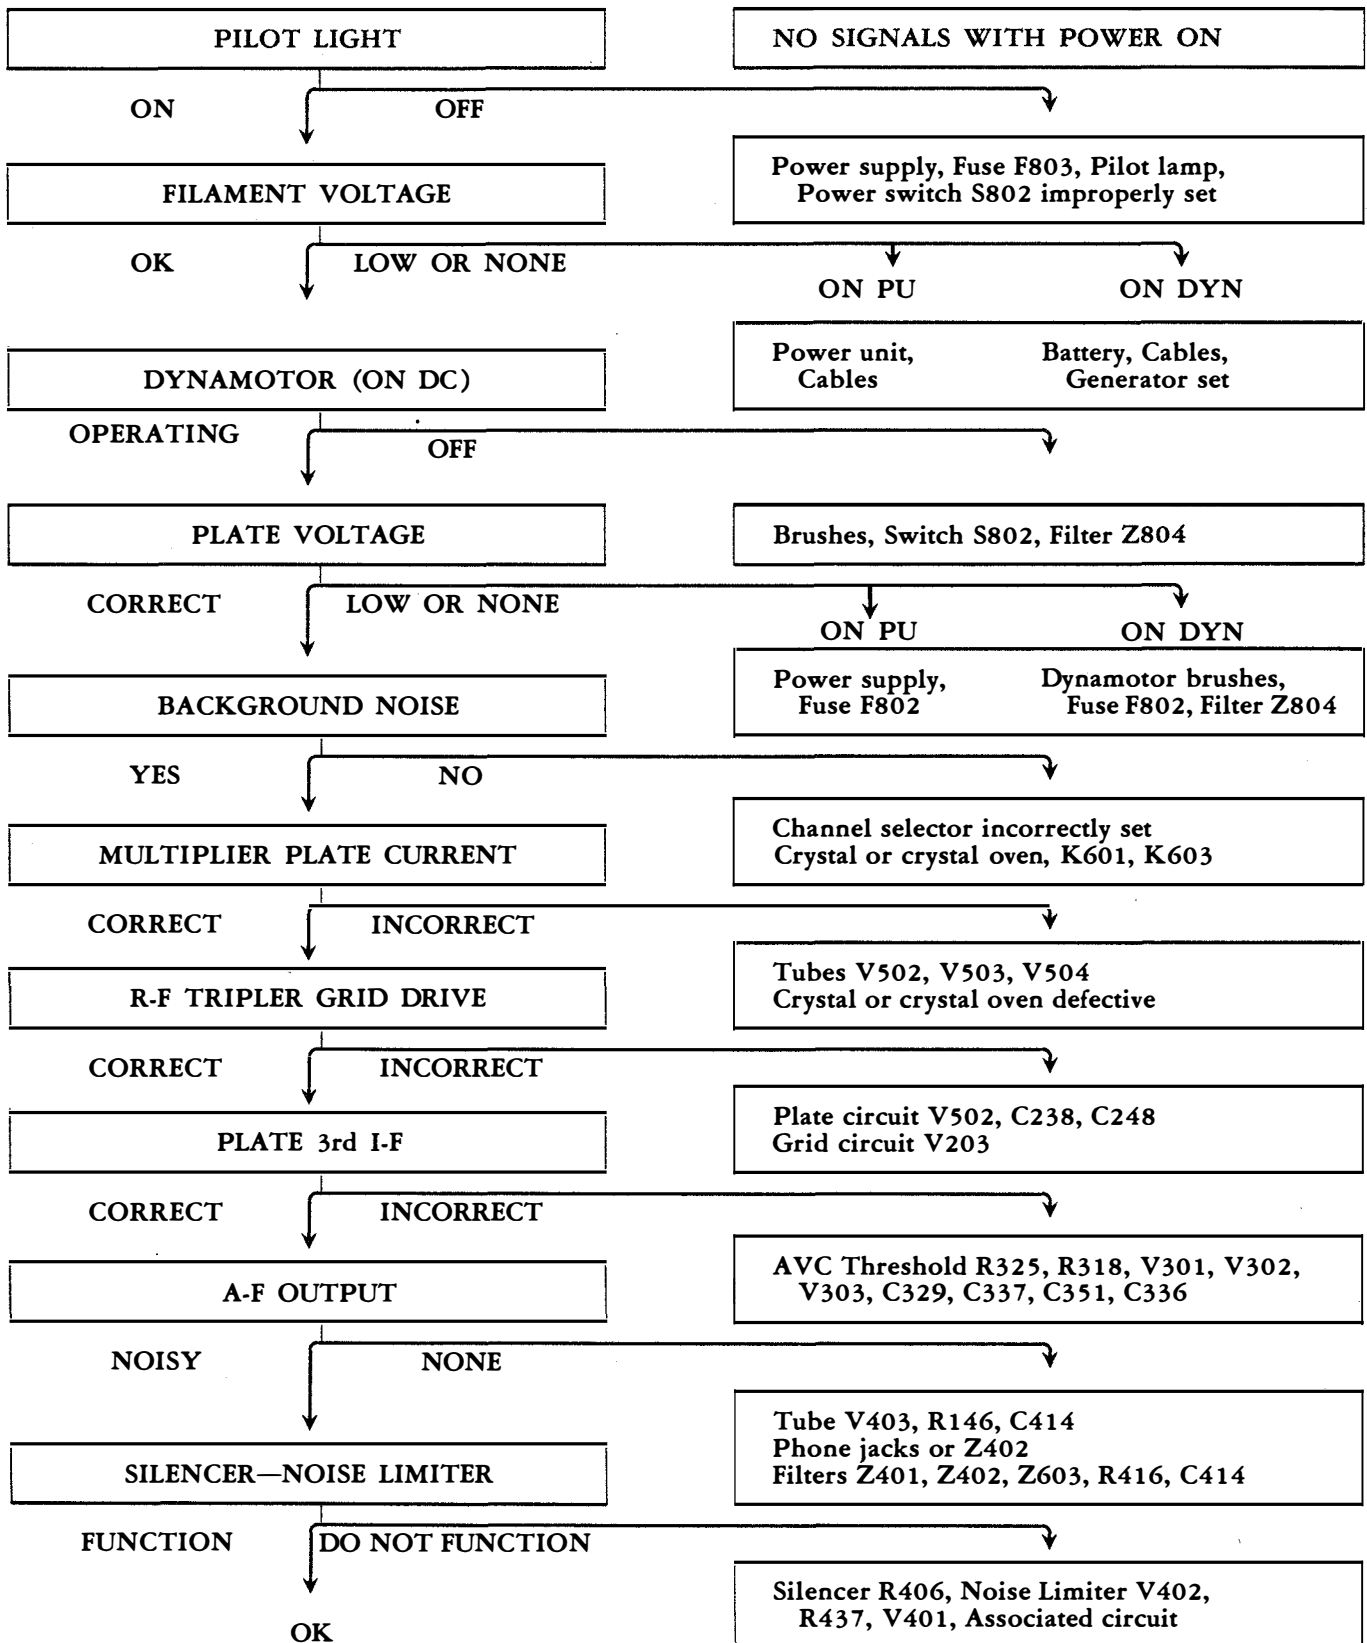 PILOT LIGHT
NO SIGNALS WITH POWER ON
ON
OFF
FILAMENT VOLTAGE
Power supply, Fuse F803, Pilot lamp,
Power switch S802 improperly set
OK
LOW OR NONE
ON PU
ON DYN
DYNAMOTOR (ON DC)
Power unit,
Cables
Battery, Cables,
Generator set
OPERATING
OFF
PLATE VOLTAGE
Brushes, Switch S802, Filter Z804
CORRECT
LOW OR NONE
ON PU
ON DYN
BACKGROUND NOISE
Power supply,
Fuse F802
Dynamotor brushes,
Fuse F802, Filter Z804
YES
NO
MULTIPLIER PLATE CURRENT
Channel selector incorrectly set
Crystal or crystal oven, K601, K603
CORRECT
INCORRECT
R-F TRIPLER GRID DRIVE
Tubes V502, V503, V504
Crystal or crystal oven defective
CORRECT
INCORRECT
PLATE 3rd I-F
Plate circuit V502, C238, C248
Grid circuit V203
CORRECT
INCORRECT
A-F OUTPUT
AVC Threshold R325, R318, V301, V302,
V303, C329, C337, C351, C336
NOISY
NONE
SILENCER—NOISE LIMITER
Tube V403, R146, C414
Phone jacks or Z402
Filters Z401, Z402, Z603, R416, C414
FUNCTION
DO NOT FUNCTION
OK
Silencer R406, Noise Limiter V402,
R437, V401, Associated circuit